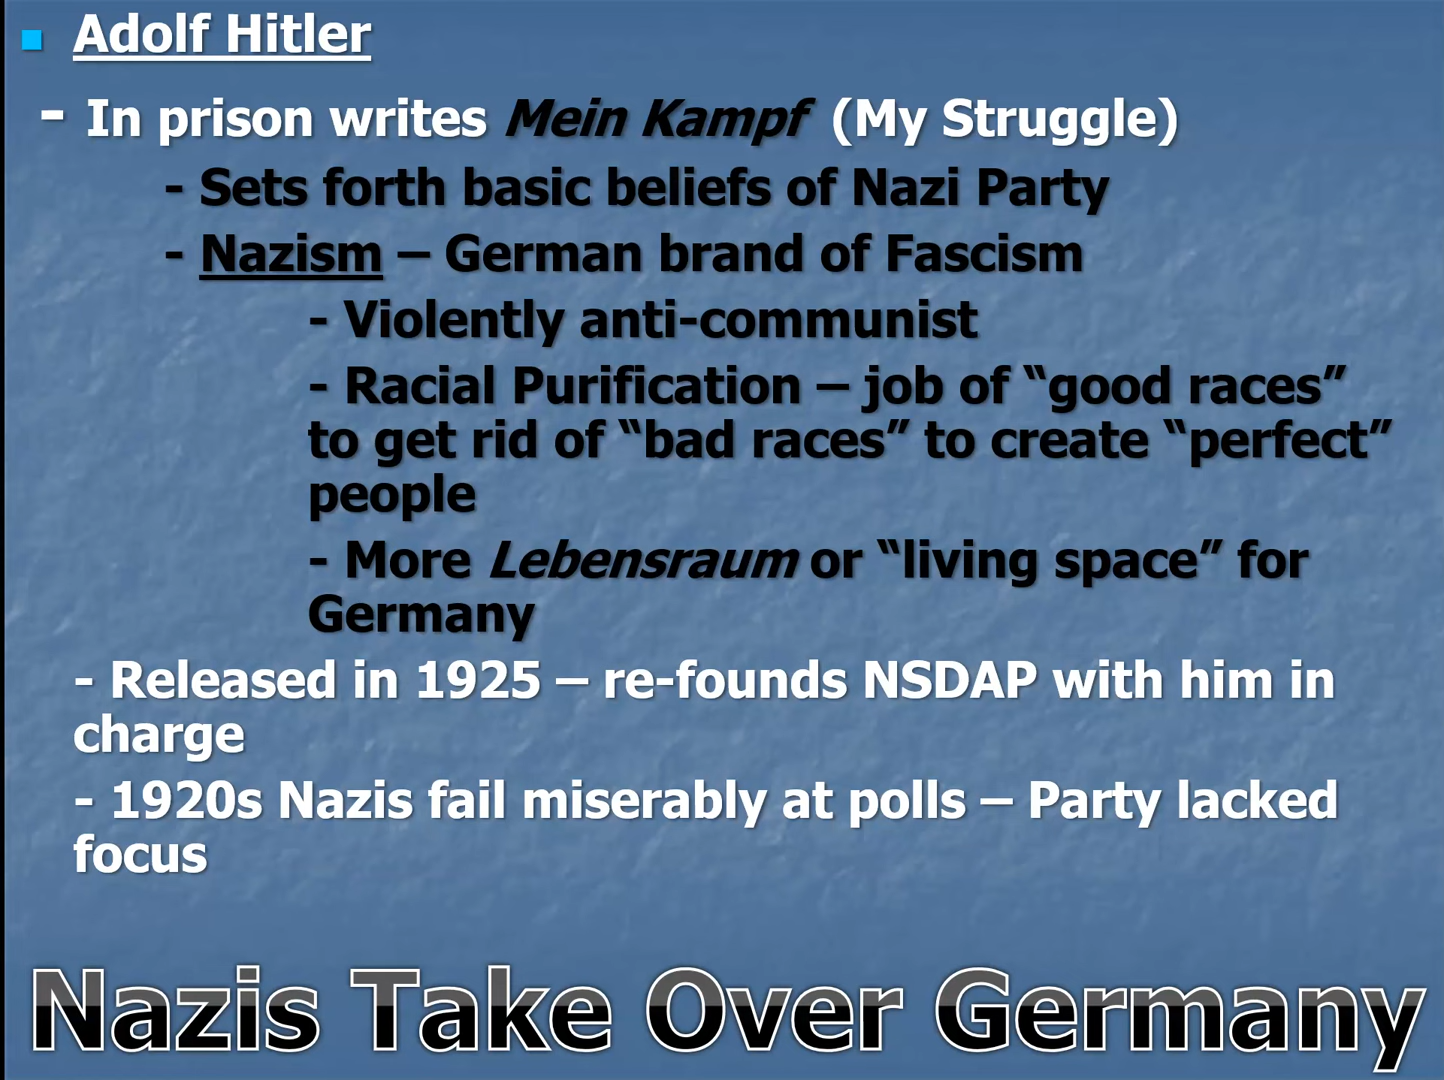 Adolf Hitler
- In prison writes Mein Kampf (My Struggle)
- Sets forth basic beliefs of Nazi Party
- Nazism – German brand of Fascism
- Violently anti-communist
- Racial Purification – job of “good races”
to get rid of “bad races” to create “perfect”
people
- More Lebensraum or “living space” for
Germany
- Released in 1925 – re-founds NSDAP with him in
charge
- 1920s Nazis fail miserably at polls – Party lacked
focus
Nazis Take Over Germany